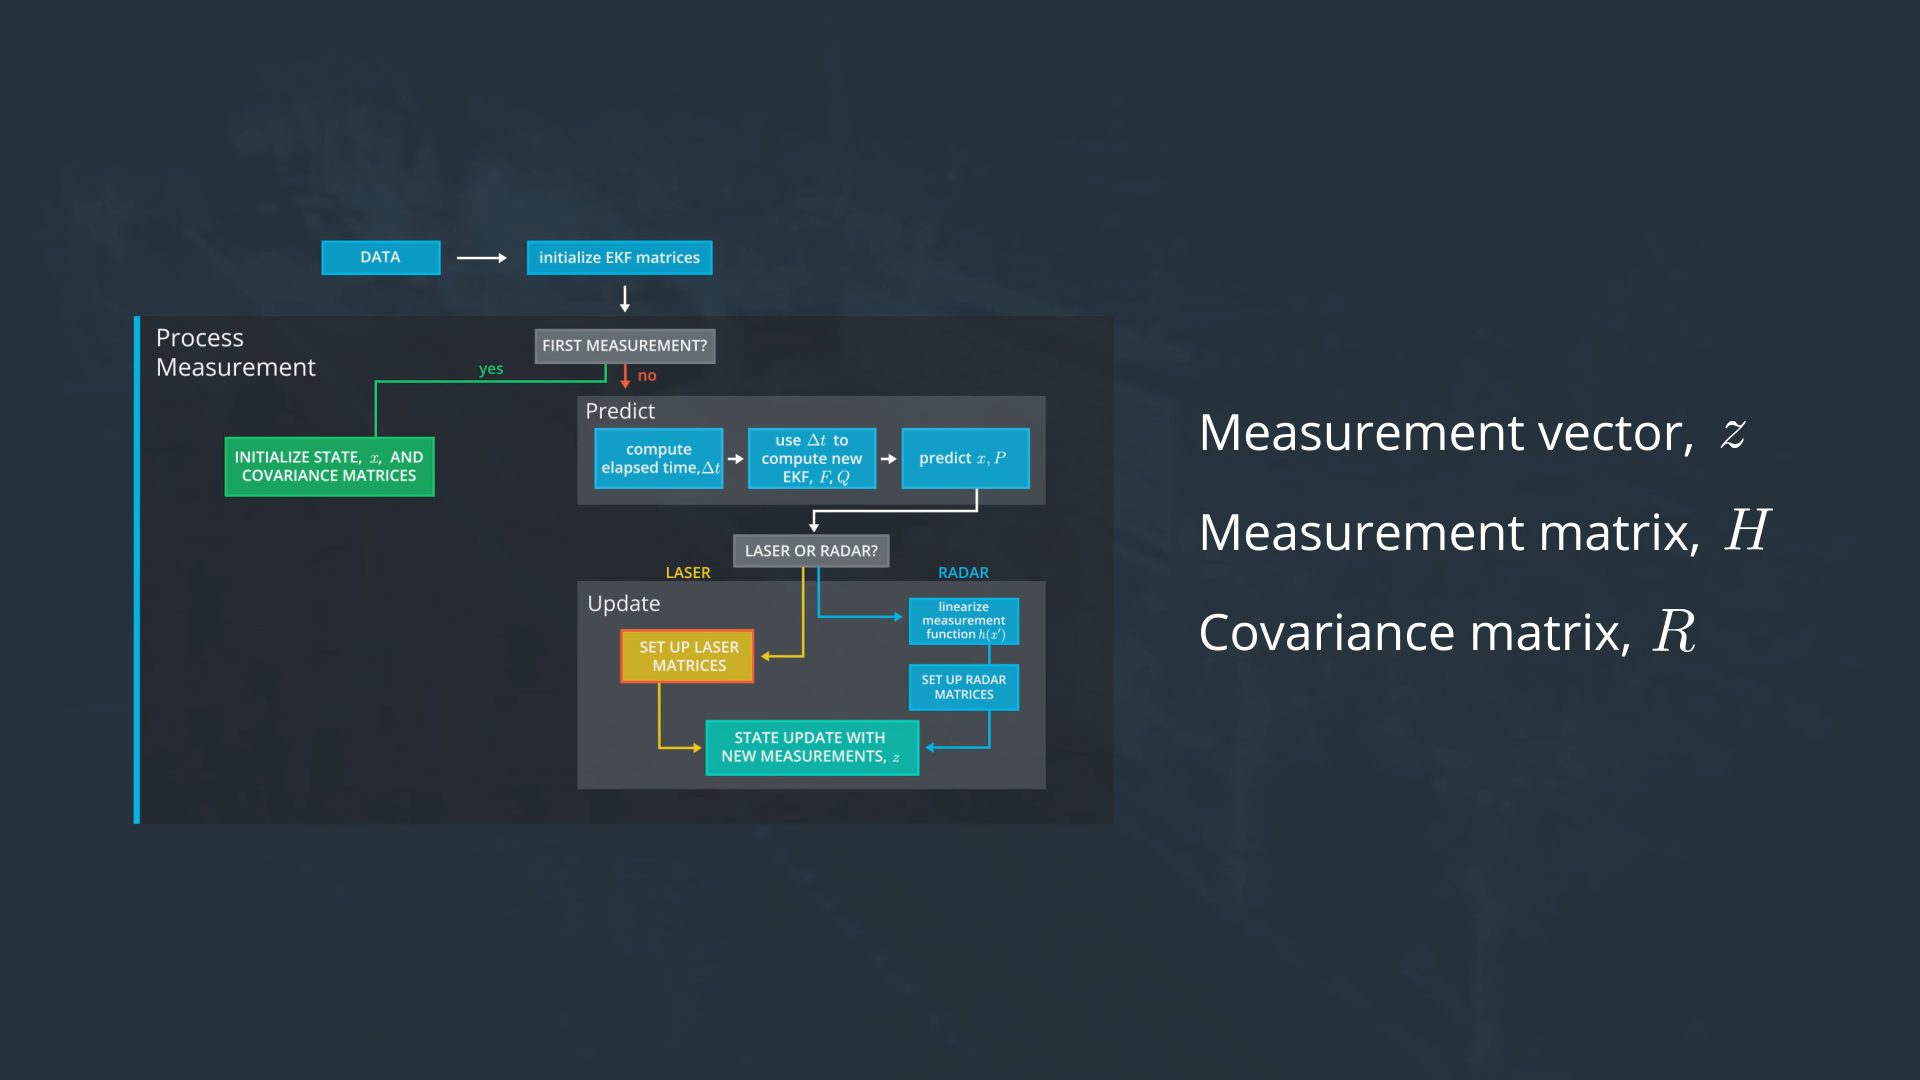 DATA
initialize EKF matrices
Process
Measurement
FIRST MEASUREMENT?
yes
no
INITIALIZE STATE, x, AND
COVARIANCE MATRICES
Predict
compute
elapsed time,Δt
use Δt to
compute new
EKF, F, Q
predict x, P
LASER OR RADAR?
LASER
RADAR
Update
SET UP LASER
MATRICES
linearize
measurement
function h(x′)
SET UP RADAR
MATRICES
STATE UPDATE WITH
NEW MEASUREMENTS, z
Measurement vector, z
Measurement matrix, H
Covariance matrix, R